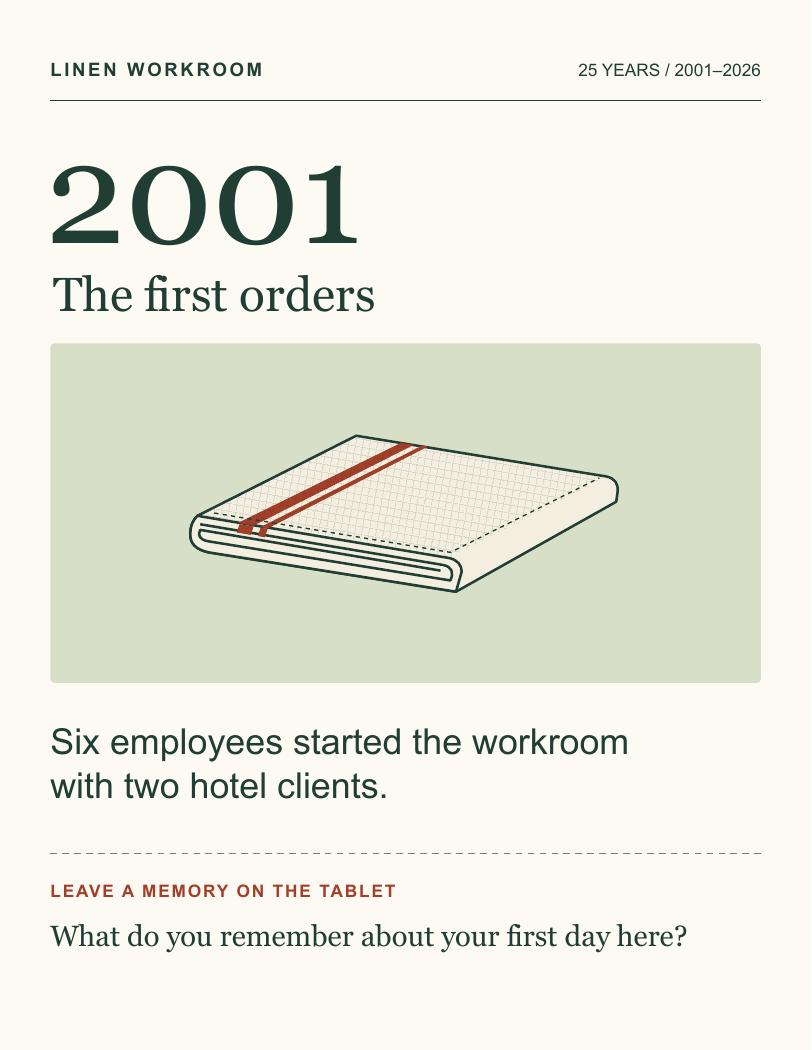 LINEN WORKROOM
25 YEARS / 2001–2026
2001
The first orders
Six employees started the workroom
with two hotel clients.
LEAVE A MEMORY ON THE TABLET
What do you remember about your first day here?